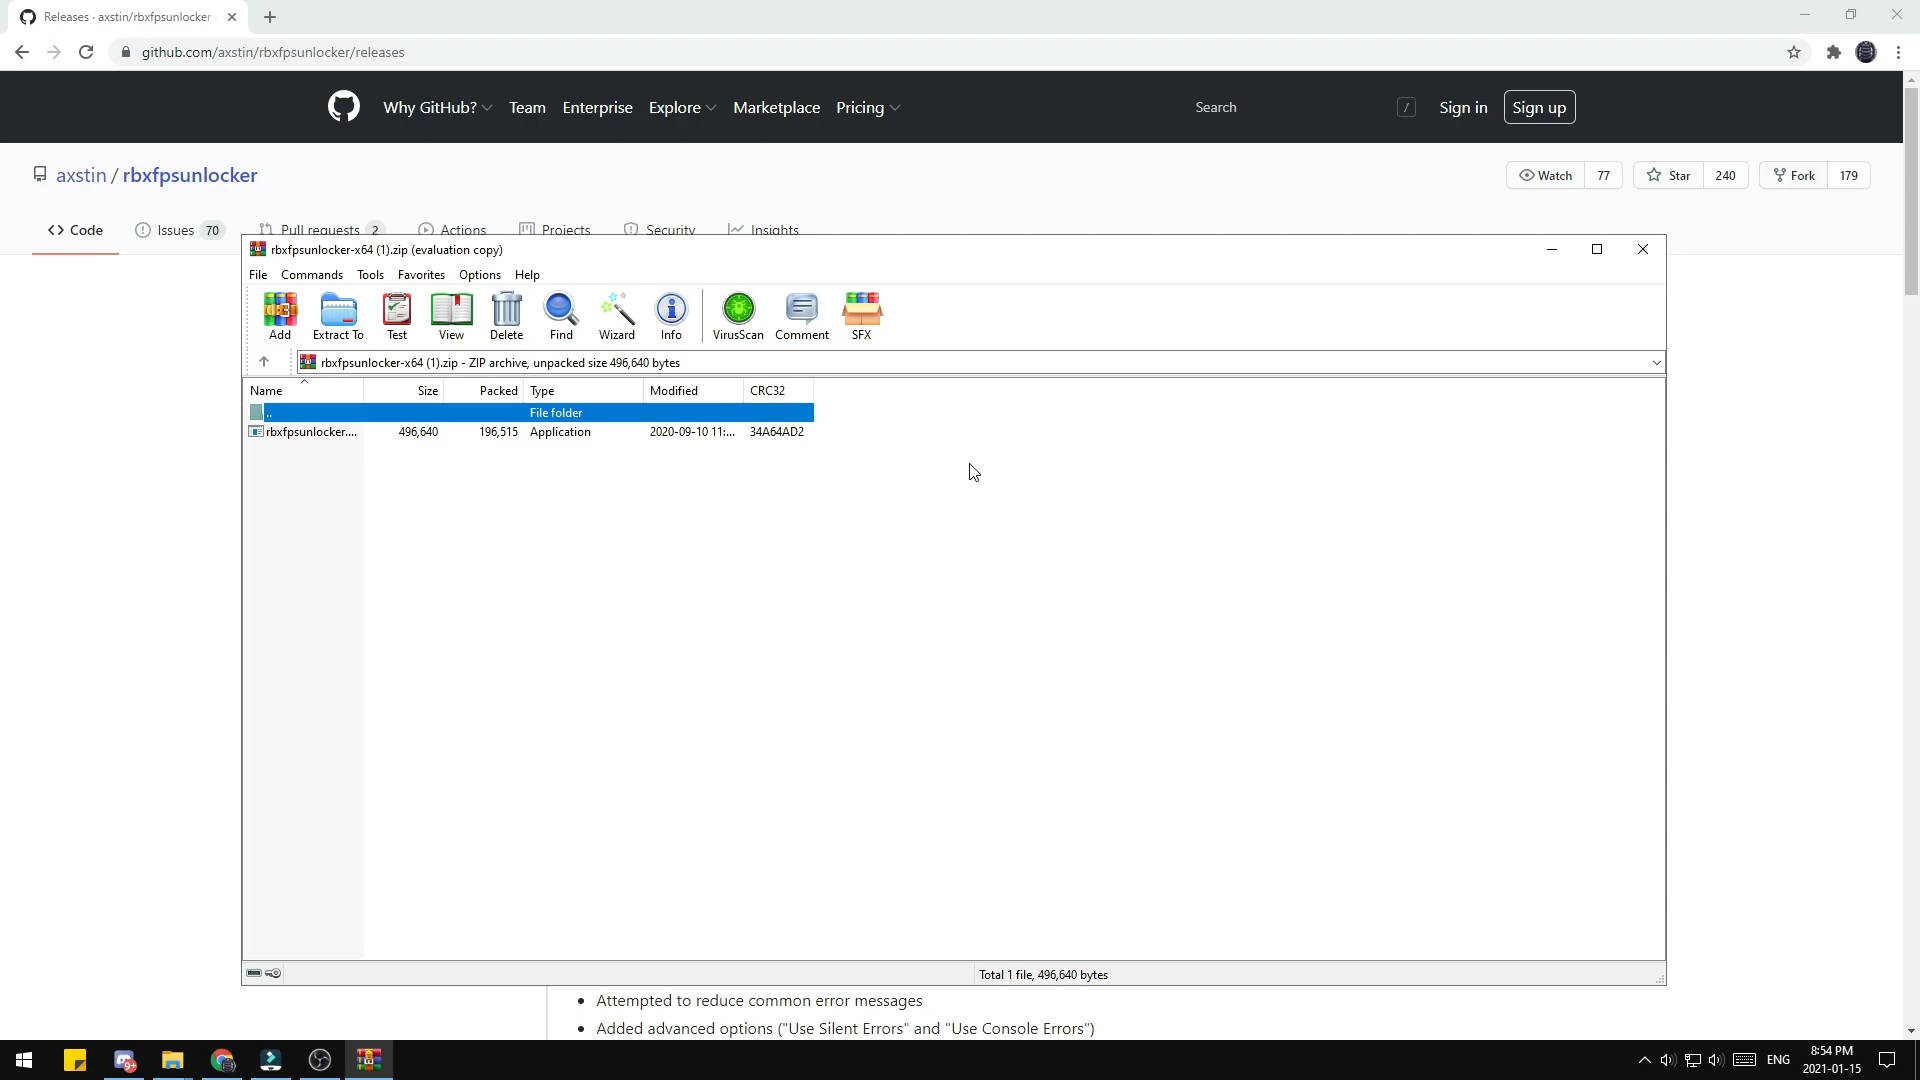 Releases · axstin/rbxfpsunlocker
github.com/axstin/rbxfpsunlocker/releases
Why GitHub? Team Enterprise Explore Marketplace Pricing Search / Sign in Sign up
axstin / rbxfpsunlocker Watch 77 Star 240 Fork 179
Code Issues 70 Pull requests 2 Actions Projects Security Insights
rbxfpsunlocker-x64 (1).zip (evaluation copy)
File Commands Tools Favorites Options Help
Add Extract To Test View Delete Find Wizard Info VirusScan Comment SFX
rbxfpsunlocker-x64 (1).zip - ZIP archive, unpacked size 496,640 bytes
Name Size Packed Type Modified CRC32
.. File folder
rbxfpsunlocker.... 496,640 196,515 Application 2020-09-10 11:... 34A64AD2
Total 1 file, 496,640 bytes
• Attempted to reduce common error messages
• Added advanced options ("Use Silent Errors" and "Use Console Errors")
9+ ENG 8:54 PM
2021-01-15